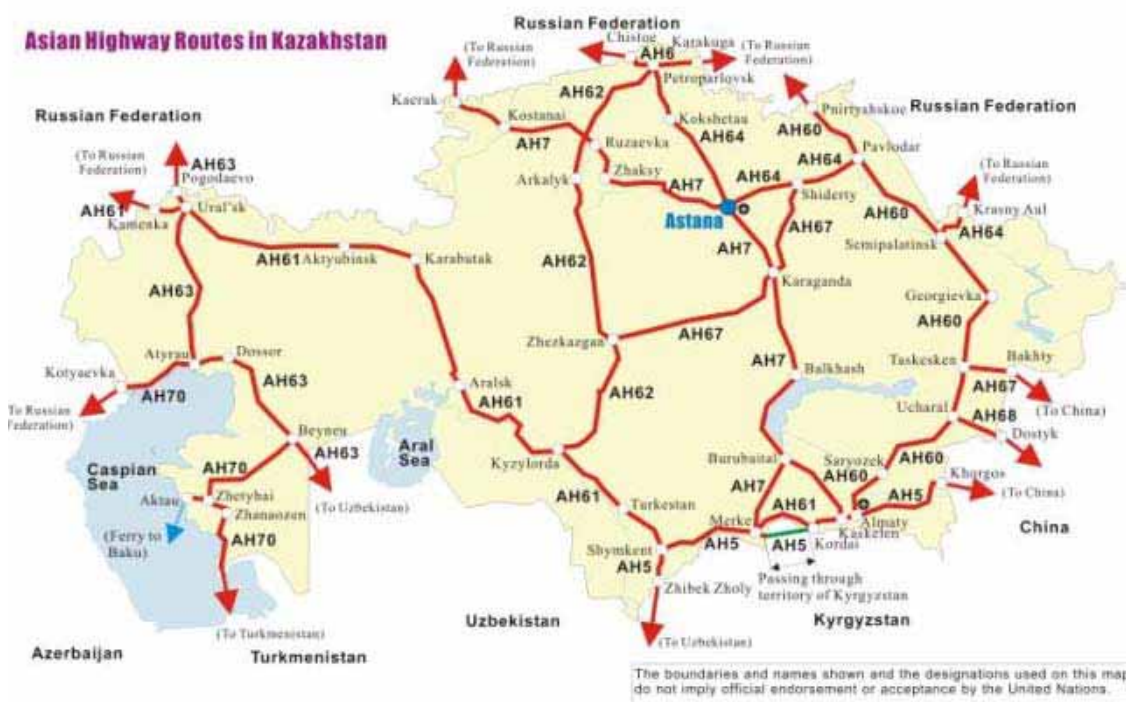 Asian Highway Routes in Kazakhstan
Russian Federation
Chistoe
Karakuga
AH6
(To Russian
Federation)
(To Russian
Federation)
Petroparlovsk
Kaerak
AH62
Pnirtyahskoe
Russian Federation
Russian Federation
Kostanai
Kokshetau
AH60
AH7
Ruzaevka
AH64
Pavlodar
(To Russian
Federation)
AH63
Pogodaevo
Arkalyk
Zhaksy
AH64
AH64
(To Russian
Federation)
AH7
Shiderty
AH61
Kamenka
Ural'sk
Astana
AH60
Krasny Aul
AH67
AH64
Semipalatinsk
AH7
AH61
Aktyubinsk
Karabutak
AH62
Karaganda
AH63
Georgievka
AH60
AH67
Zhezkazgan
Atyrau
Dossor
AH7
Taskesken
Bakhty
Kotyaevka
Balkhash
AH67
AH63
AH70
Aralsk
AH62
(To China)
(To Russian
Federation)
AH61
Ucharal
AH68
Beyneu
Aral
Sea
Dostyk
AH63
Kyzylorda
Burubaital
Saryozek
AH60
Caspian
Sea
AH70
Khorgos
AH60
Aktau
Zhetybai
AH7
AH61
AH5
(To China)
AH61
Turkestan
(To Uzbekistan)
Zhanaozen
Merke
Almaty
China
(Ferry to
Baku)
AH70
Kaskelen
AH5
AH5
Kordai
Shymkent
AH5
Passing through
territory of Kyrgyzstan
Zhibek Zholy
Uzbekistan
Kyrgyzstan
(To Turkmenistan)
(To Uzbekistan)
Azerbaijan
Turkmenistan
The boundaries and names shown and the designations used on this map
do not imply official endorsement or acceptance by the United Nations.